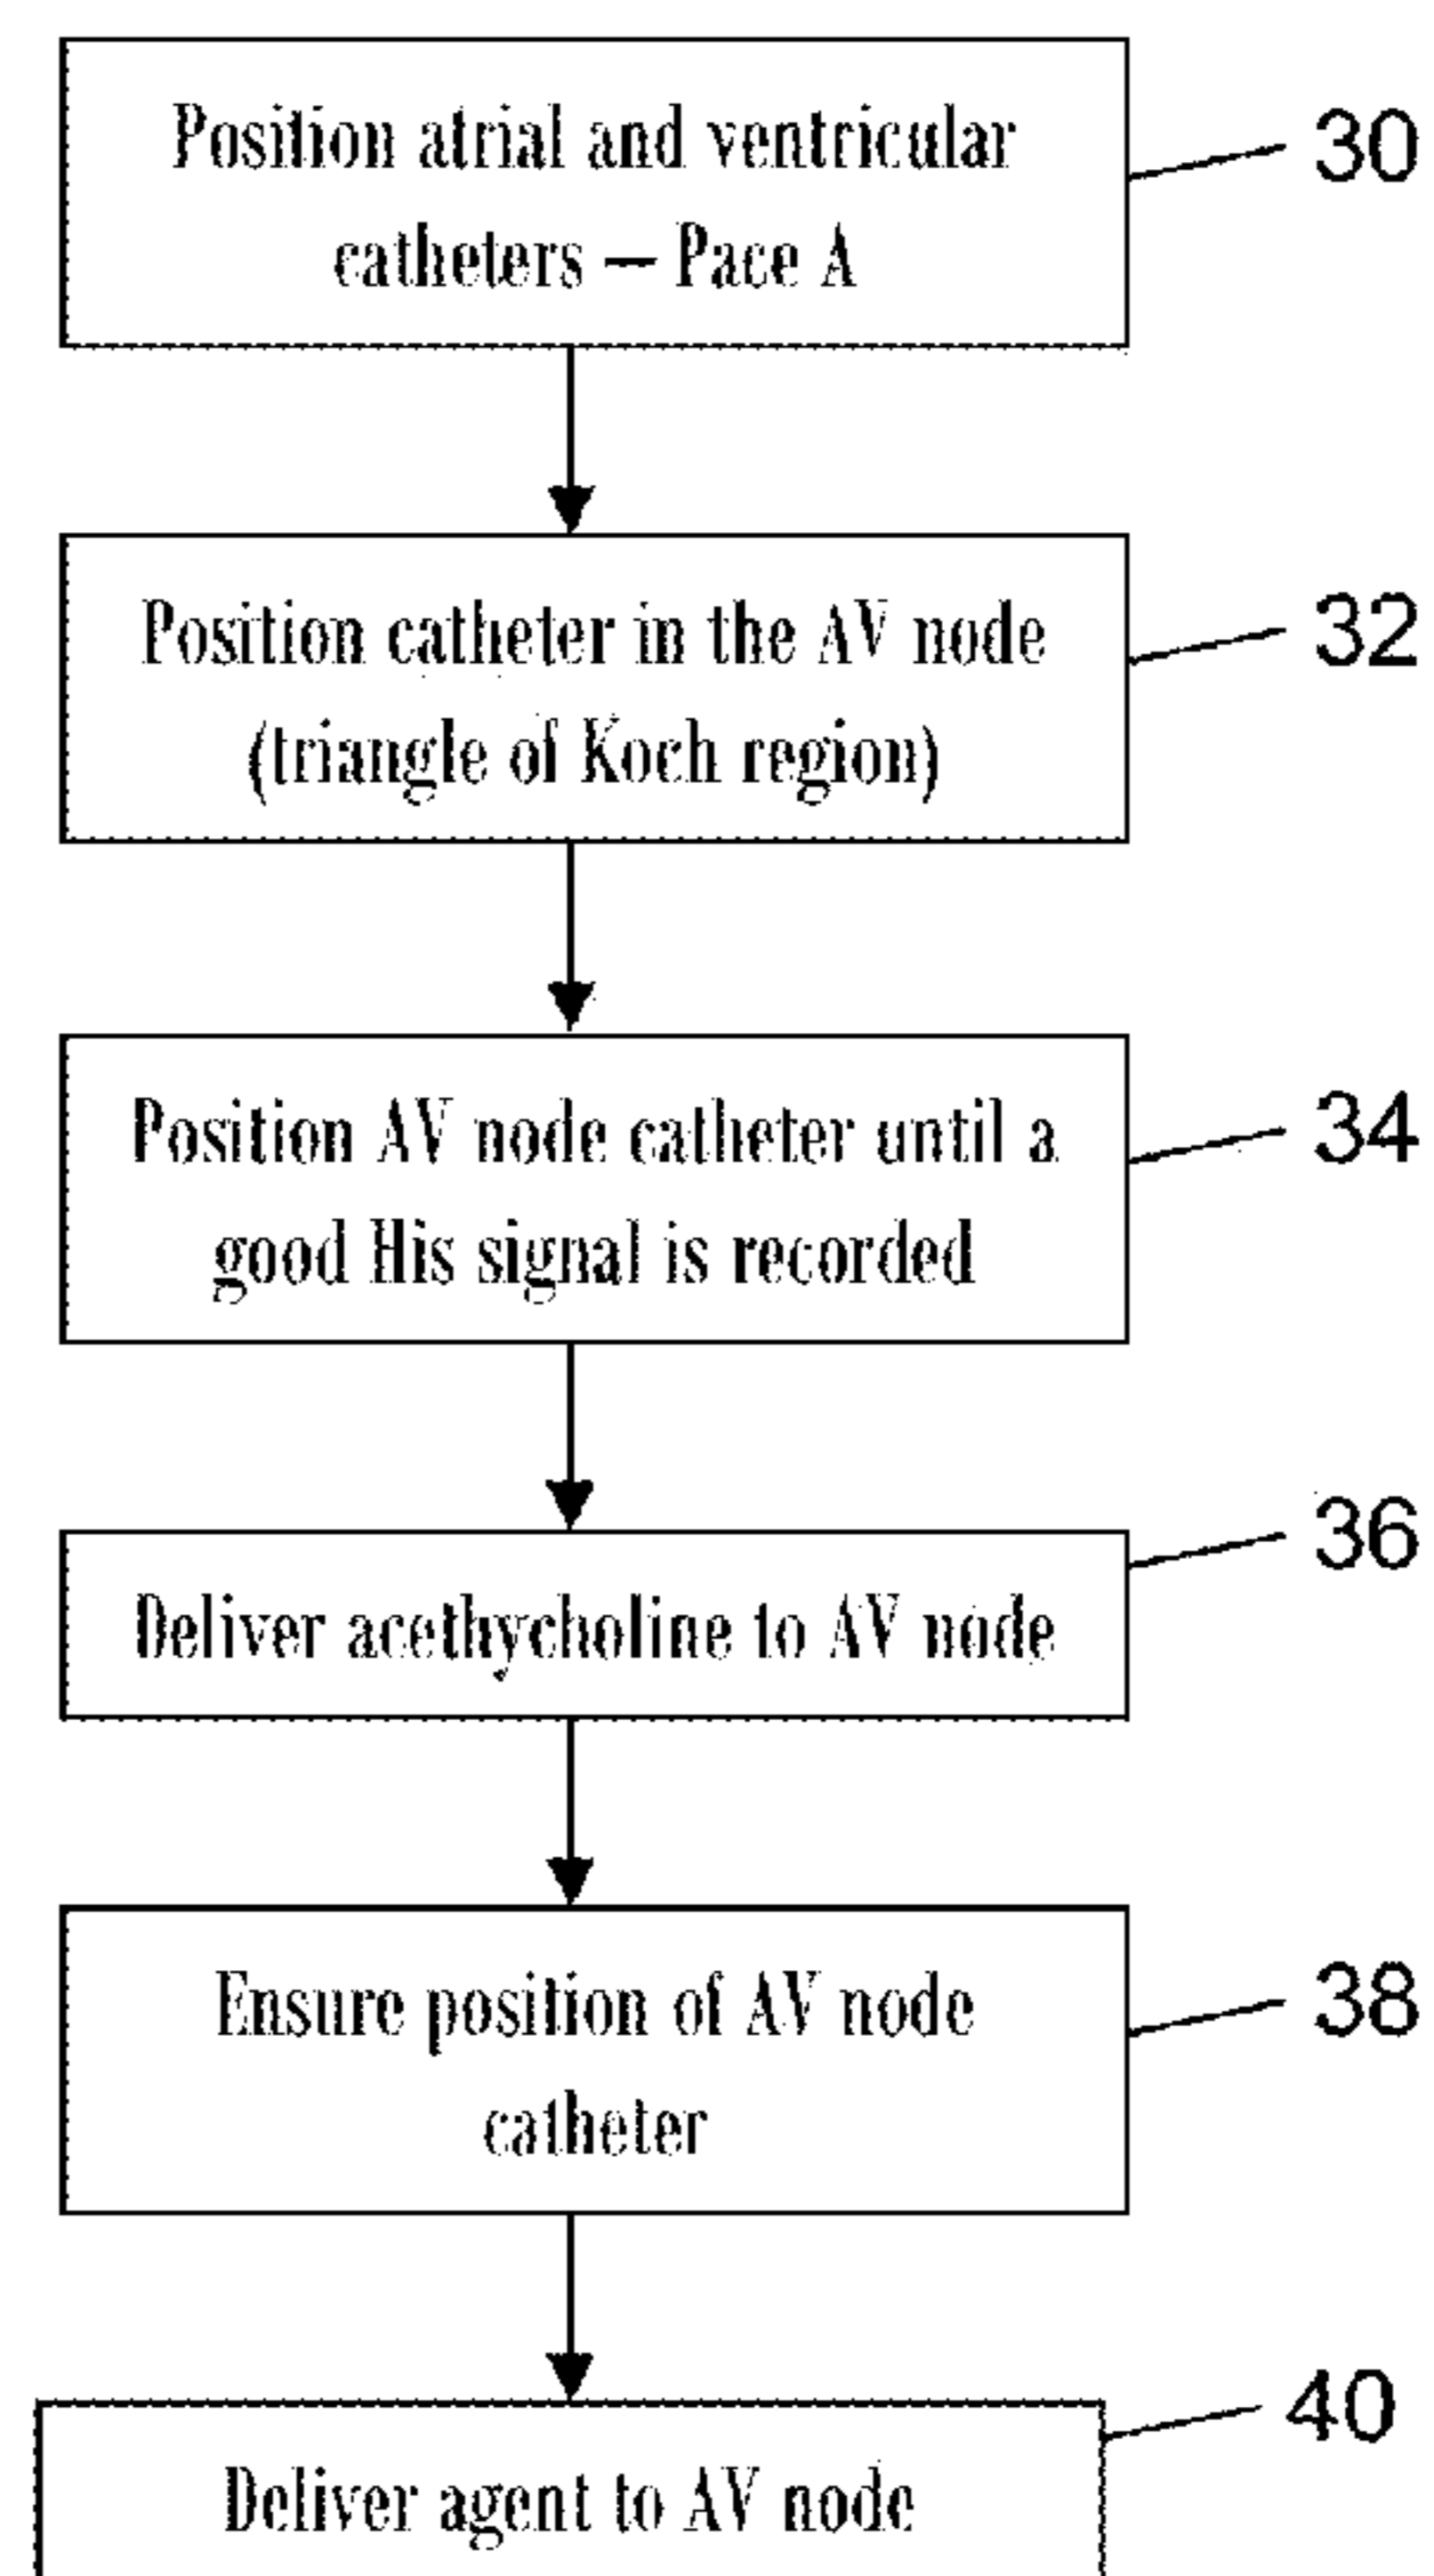 Position atrial and ventricular
catheters — Pace A
30
Position catheter in the AV node
(triangle of Koch region)
32
Position AV node catheter until a
good His signal is recorded
34
Deliver acethycholine to AV node
36
Ensure position of AV node
catheter
38
Deliver agent to AV node
40